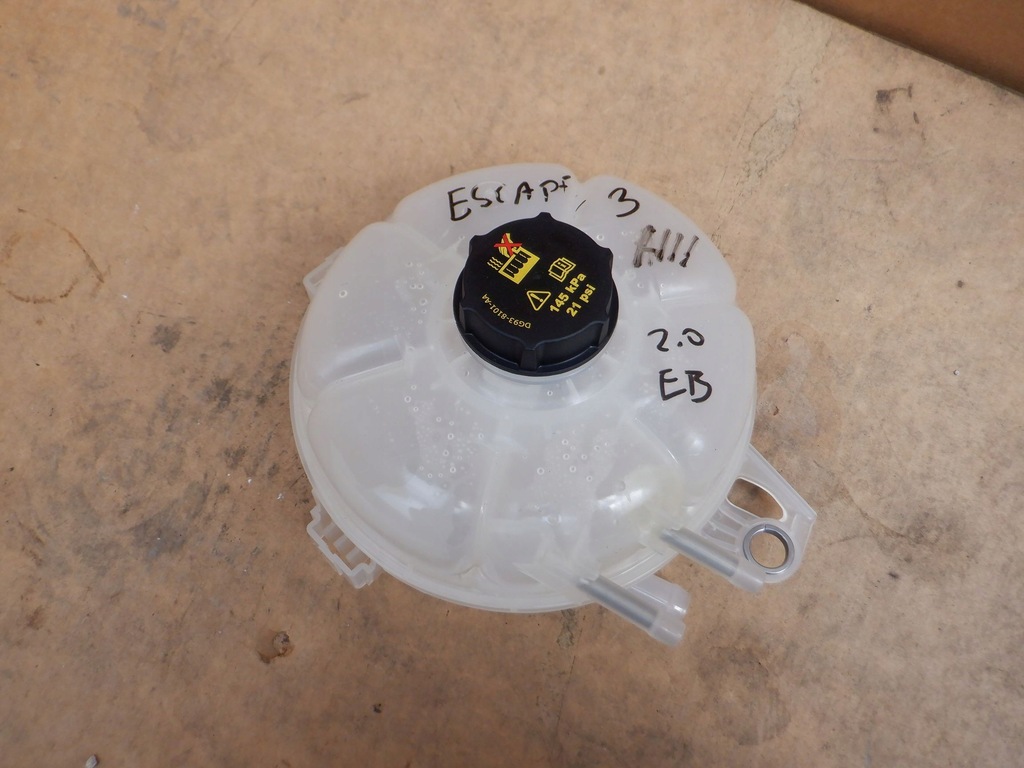 ESCAPE, 3
2.0
EB
145 kPa
21 psi
DG93-8101-AA